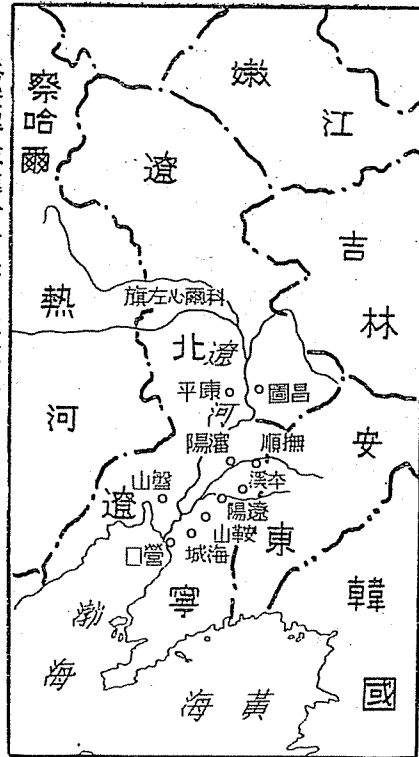 察哈爾
嫩江
遼北
吉林
熱河
科爾心左旗
遼河
康平
昌圖
瀋陽
撫順
安東
盤山
本溪
遼陽
鞍山
海城
營口
遼寧
韓國
渤海
黃海